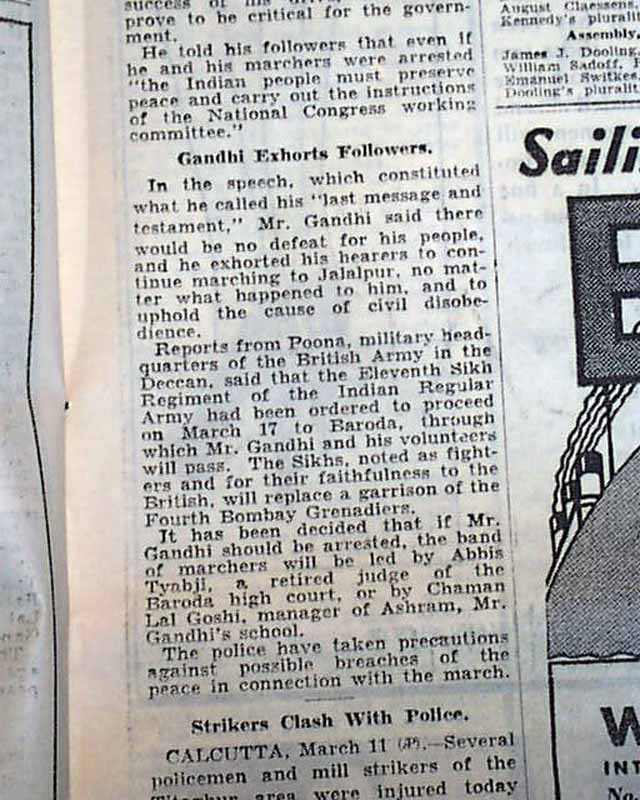 success of his
prove to be critical for the govern-
ment.
He told his followers that even if
he and his marchers were arrested
"the Indian people must preserve
peace and carry out the instructions
of the National Congress working
committee."
Gandhi Exhorts Followers.
In the speech, which constituted
what he called his "last message and
testament," Mr. Gandhi said there
would be no defeat for his people,
and he exhorted his hearers to con-
tinue marching to Jalalpur, no mat-
ter what happened to him, and to
uphold the cause of civil disobe-
dience.
Reports from Poona, military head-
quarters of the British Army in the
Deccan, said that the Eleventh Sikh
Regiment of the Indian Regular
Army had been ordered to proceed
on March 17 to Baroda, through
which Mr. Gandhi and his volunteers
will pass. The Sikhs, noted as fight-
ers and for their faithfulness to the
British, will replace a garrison of the
Fourth Bombay Grenadiers.
It has been decided that if Mr.
Gandhi should be arrested, the band
of marchers will be led by Abbis
Tyabji, a retired judge of the
Baroda high court, or by Chaman
Lal Goshi, manager of Ashram, Mr.
Gandhi's school.
The police have taken precautions
against possible breaches of the
peace in connection with the march.
Strikers Clash With Police.
CALCUTTA, March 11 (AP).—Several
policemen and mill strikers of the
Titaghur area were injured today
August Claessens,
Kennedy's plurali
Assembly,
James J. Dooling,
William Sadoff, R
Emanuel Switkes,
Dooling's pluralit
Saili
E
W
INT
No.